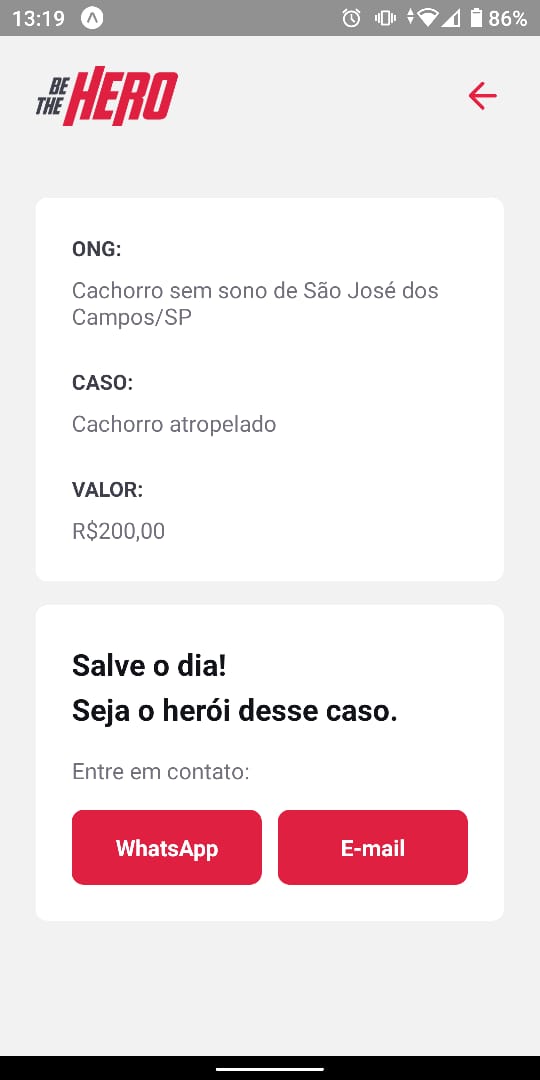 13:19
86%
BE
THE HERO
ONG:
Cachorro sem sono de São José dos
Campos/SP
CASO:
Cachorro atropelado
VALOR:
R$200,00
Salve o dia!
Seja o herói desse caso.
Entre em contato:
WhatsApp
E-mail